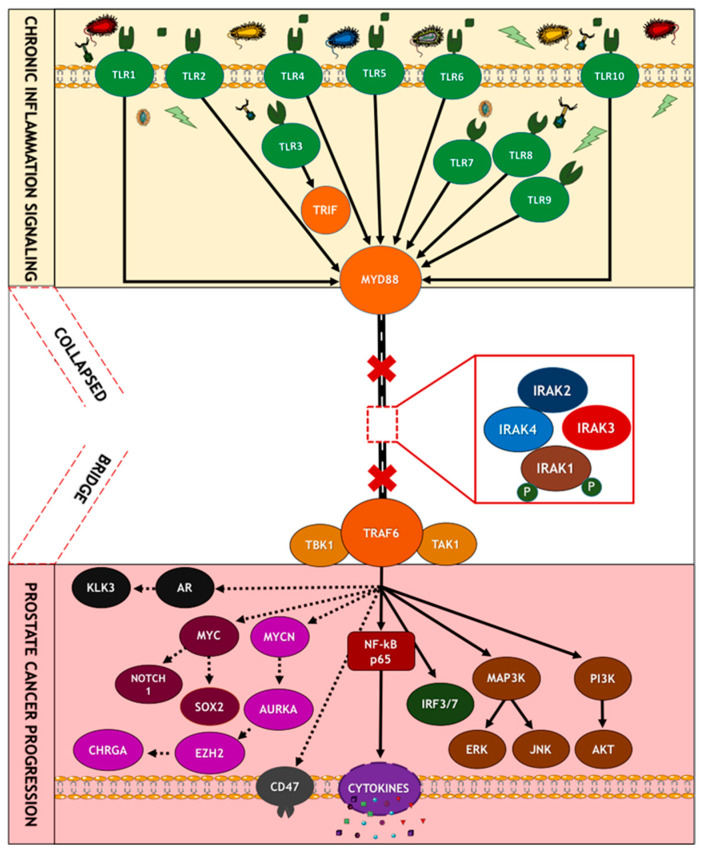 CHRONIC INFLAMMATION SIGNALING
TLR1
TLR2
TLR4
TLR5
TLR6
TLR10
TLR3
TLR7
TLR8
TLR9
TRIF
MYD88
COLLAPSED
BRIDGE
IRAK2
IRAK4
IRAK3
IRAK1
P
P
TBK1
TRAF6
TAK1
PROSTATE CANCER PROGRESSION
KLK3
AR
MYC
MYCN
NF-kB
p65
NOTCH
1
SOX2
AURKA
IRF3/7
MAP3K
PI3K
CHRGA
EZH2
ERK
JNK
AKT
CD47
CYTOKINES